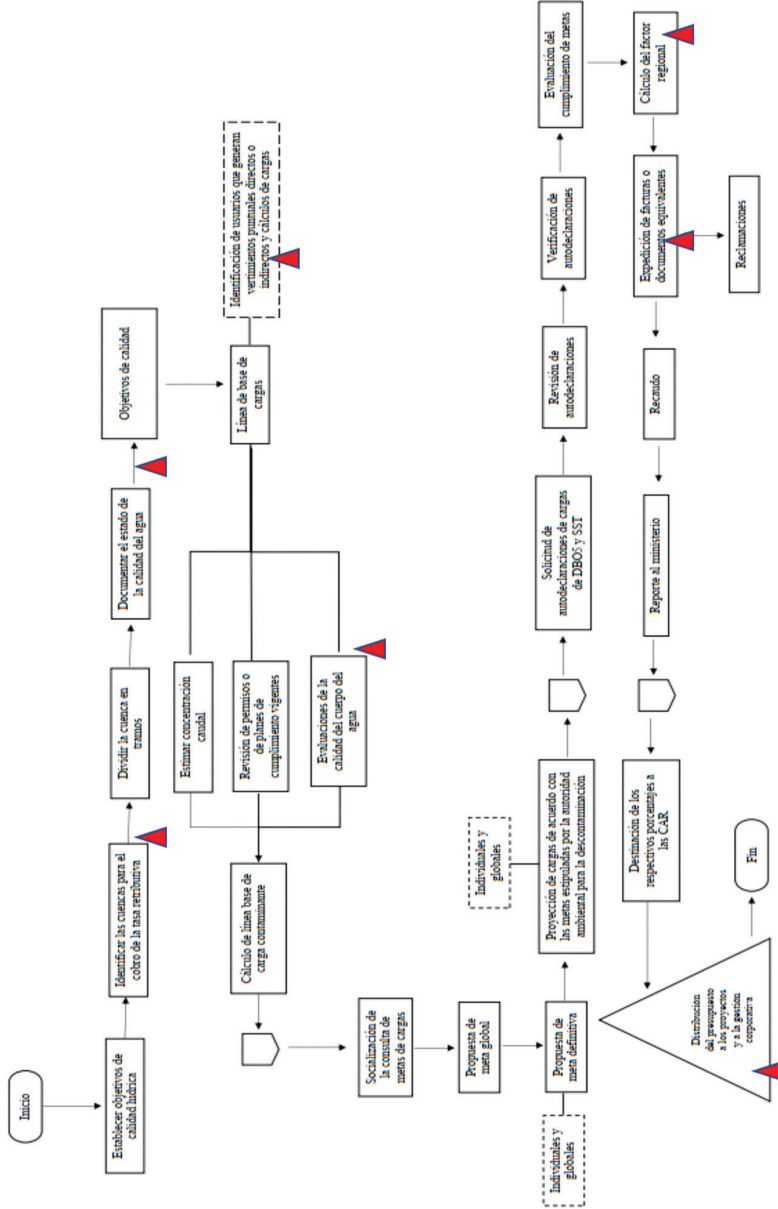 Inicio
Establecer objetivos de
calidad hídrica
Identificar las cuencas para el
cobro de la tasa retributiva
Dividir la cuenca en
tramos
Documentar el estado de
la calidad del agua
Objetivos de calidad
Línea de base de
cargas
Identificación de usuarios que generan
vertimientos puntuales directos o
indirectos y cálculos de cargas
Estimar concentración
caudal
Revisión de permisos o
de planes de
cumplimiento vigentes
Evaluaciones de la
calidad del cuerpo del
agua
Cálculo de línea base de
carga contaminante
Socialización de
la consulta de
metas de cargas
Propuesta de
meta global
Propuesta de
meta definitiva
Individuales y
globales
Proyección de cargas de acuerdo con
las metas estipuladas por la autoridad
ambiental para la descontaminación
Individuales y
globales
Solicitud de
autodeclaraciones de cargas
de DBO5 y SST
Revisión de
autodeclaraciones
Verificación de
autodeclaraciones
Evaluación del
cumplimiento de metas
Cálculo del factor
regional
Expedición de facturas o
documentos equivalentes
Reclamaciones
Recaudo
Reporte al ministerio
Destinación de los
respectivos porcentajes a
las CAR
Distribución
del presupuesto
a los proyectos
y a la gestión
corporativa
Fin